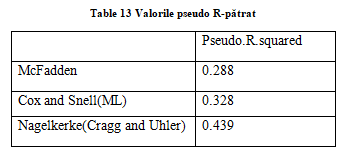 Table 13 Valorile pseudo R-pătrat
Pseudo.R.squared
McFadden 0.288
Cox and Snell(ML) 0.328
Nagelkerke(Cragg and Uhler) 0.439